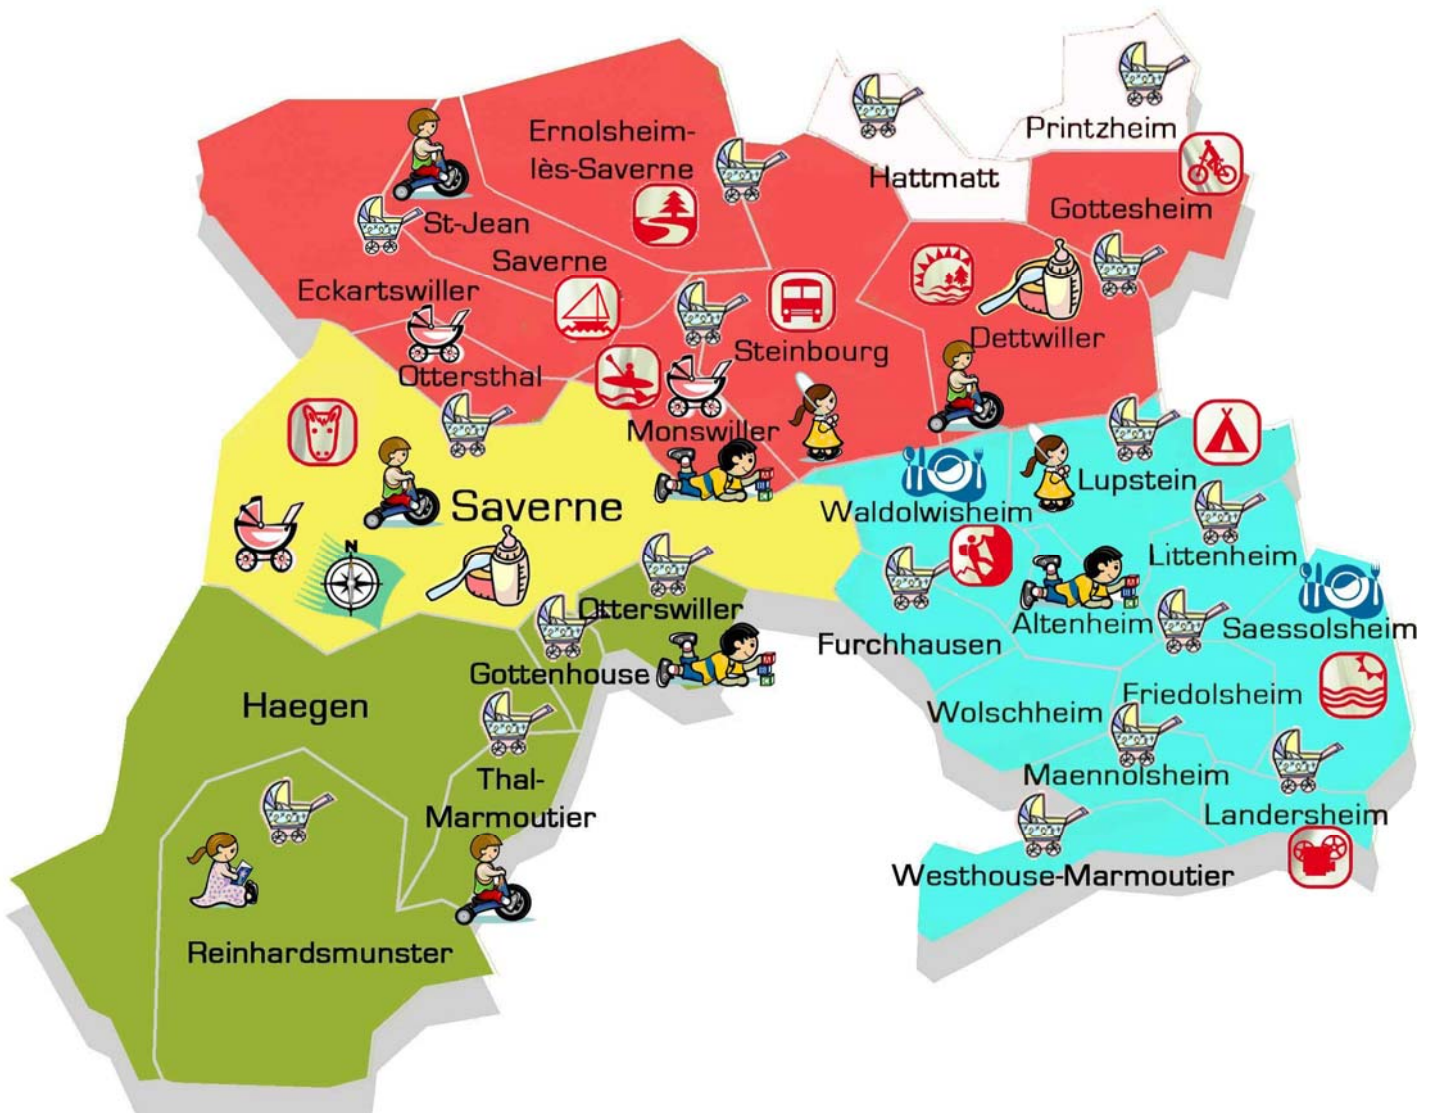 Printzheim
Ernolsheim-
lès-Saverne
Hattmatt
Gottesheim
St-Jean
Saverne
Eckartswiller
Dettwiller
Steinbourg
Ottersthal
Monswiller
Lupstein
Saverne
Waldolwisheim
N
Littenheim
Otterswiller
Altenheim
Saessolsheim
Furchhausen
Gottenhouse
Haegen
Friedolsheim
Wolschheim
Thal-
Marmoutier
Maennolsheim
Landersheim
Westhouse-Marmoutier
Reinhardsmunster